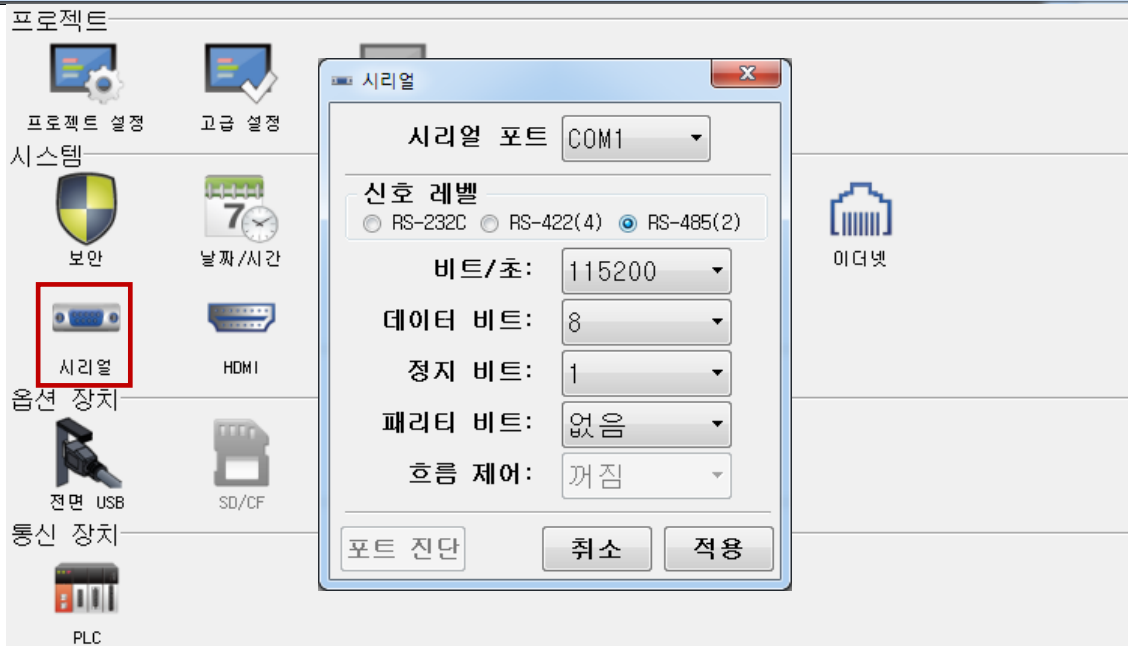 프로젝트
프로젝트 설정
고급 설정
시스템
보안
날짜/시간
이더넷
시리얼
HDMI
옵션 장치
전면 USB
SD/CF
통신 장치
PLC
시리얼
시리얼 포트 COM1
신호 레벨
RS-232C RS-422(4) RS-485(2)
비트/초: 115200
데이터 비트: 8
정지 비트: 1
패리티 비트: 없음
흐름 제어: 꺼짐
포트 진단 취소 적용